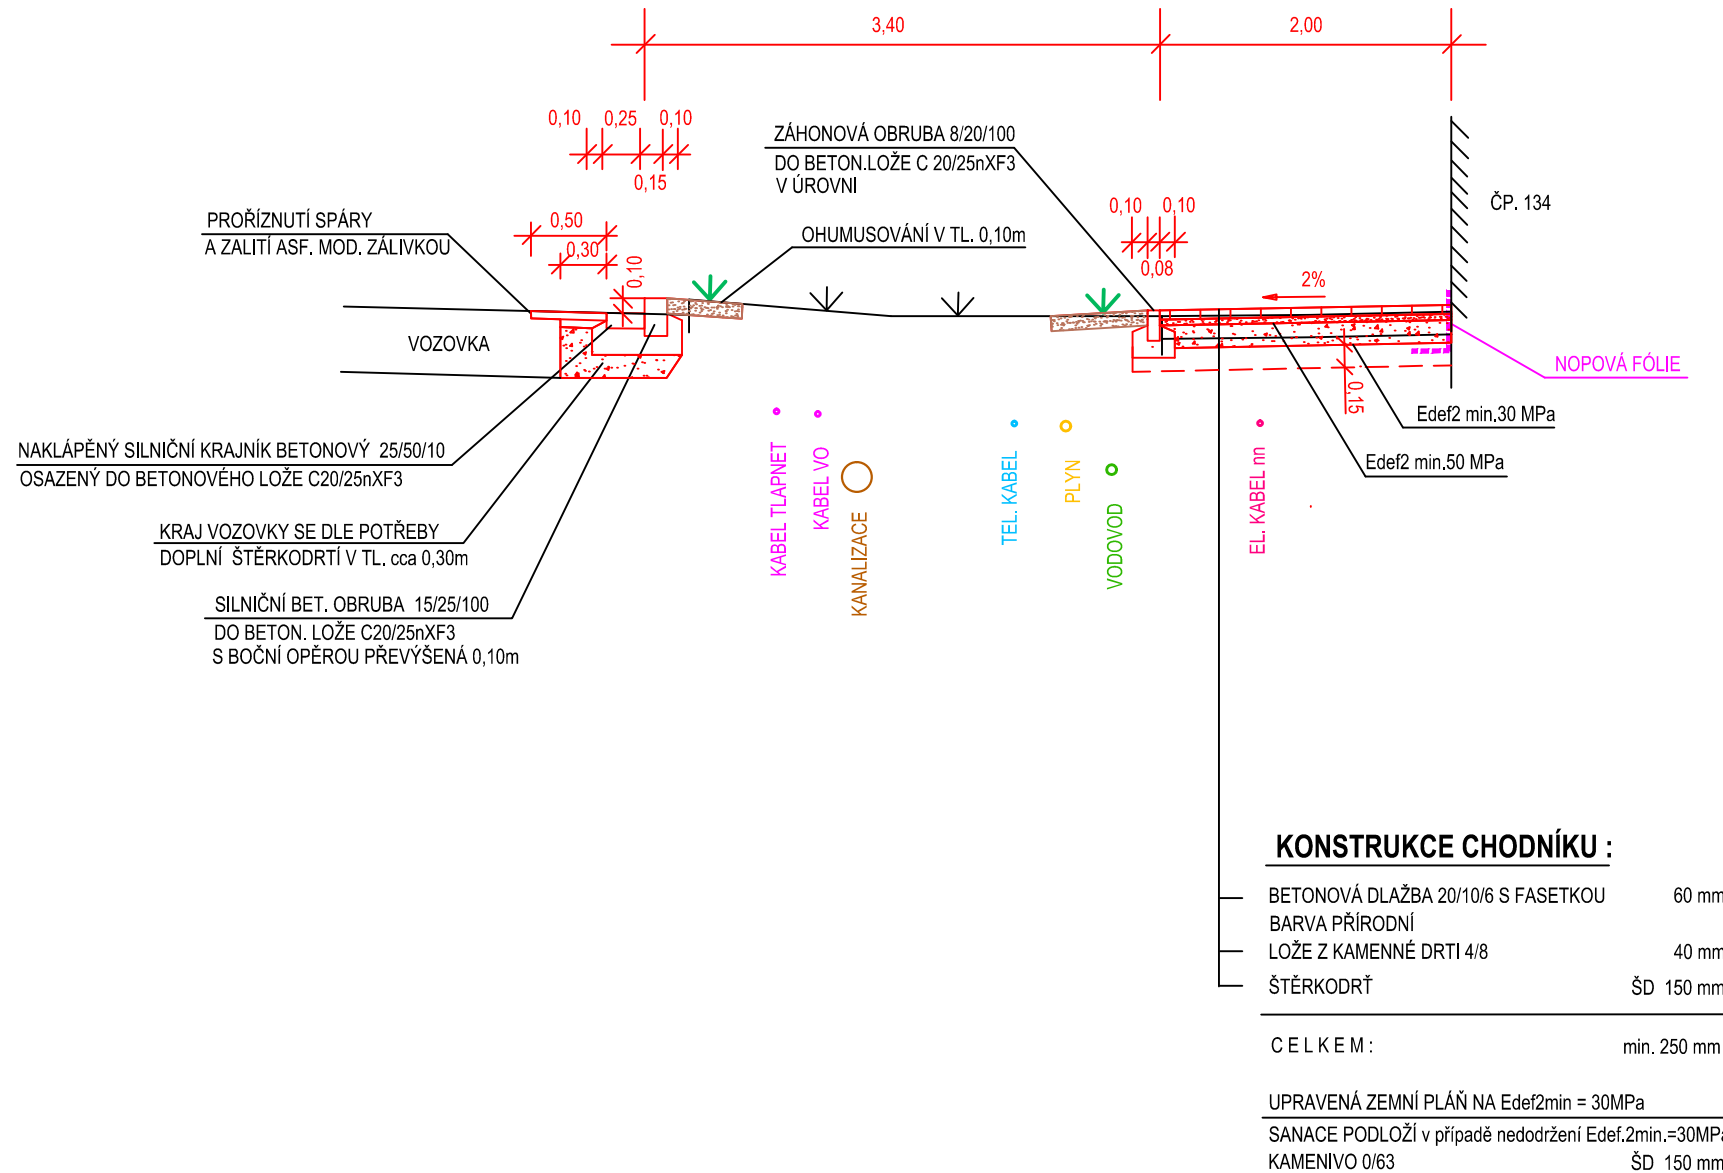 3,40
2,00
0,10
0,25
0,10
0,15
ZÁHONOVÁ OBRUBA 8/20/100
DO BETON.LOŽE C 20/25nXF3
V ÚROVNI
PROŘÍZNUTÍ SPÁRY
A ZALITÍ ASF. MOD. ZÁLIVKOU
0,50
0,30
0,10
OHUMUSOVÁNÍ V TL. 0,10m
0,10
0,10
0,08
2%
ČP. 134
VOZOVKA
NOPOVÁ FÓLIE
0,15
Edef2 min.30 MPa
Edef2 min.50 MPa
NAKLÁPĚNÝ SILNIČNÍ KRAJNÍK BETONOVÝ 25/50/10
OSAZENÝ DO BETONOVÉHO LOŽE C20/25nXF3
KRAJ VOZOVKY SE DLE POTŘEBY
DOPLNÍ ŠTĚRKODRTÍ V TL. cca 0,30m
SILNIČNÍ BET. OBRUBA 15/25/100
DO BETON. LOŽE C20/25nXF3
S BOČNÍ OPĚROU PŘEVÝŠENÁ 0,10m
KABEL TLAPNET
KABEL VO
KANALIZACE
TEL. KABEL
PLYN
VODOVOD
EL. KABEL nn
KONSTRUKCE CHODNÍKU :
BETONOVÁ DLAŽBA 20/10/6 S FASETKOU 60 mm
BARVA PŘÍRODNÍ
LOŽE Z KAMENNÉ DRTI 4/8 40 mm
ŠTĚRKODRŤ ŠD 150 mm
C E L K E M : min. 250 mm
UPRAVENÁ ZEMNÍ PLÁŇ NA Edef2min = 30MPa
SANACE PODLOŽÍ v případě nedodržení Edef.2min.=30MPa
KAMENIVO 0/63 ŠD 150 mm